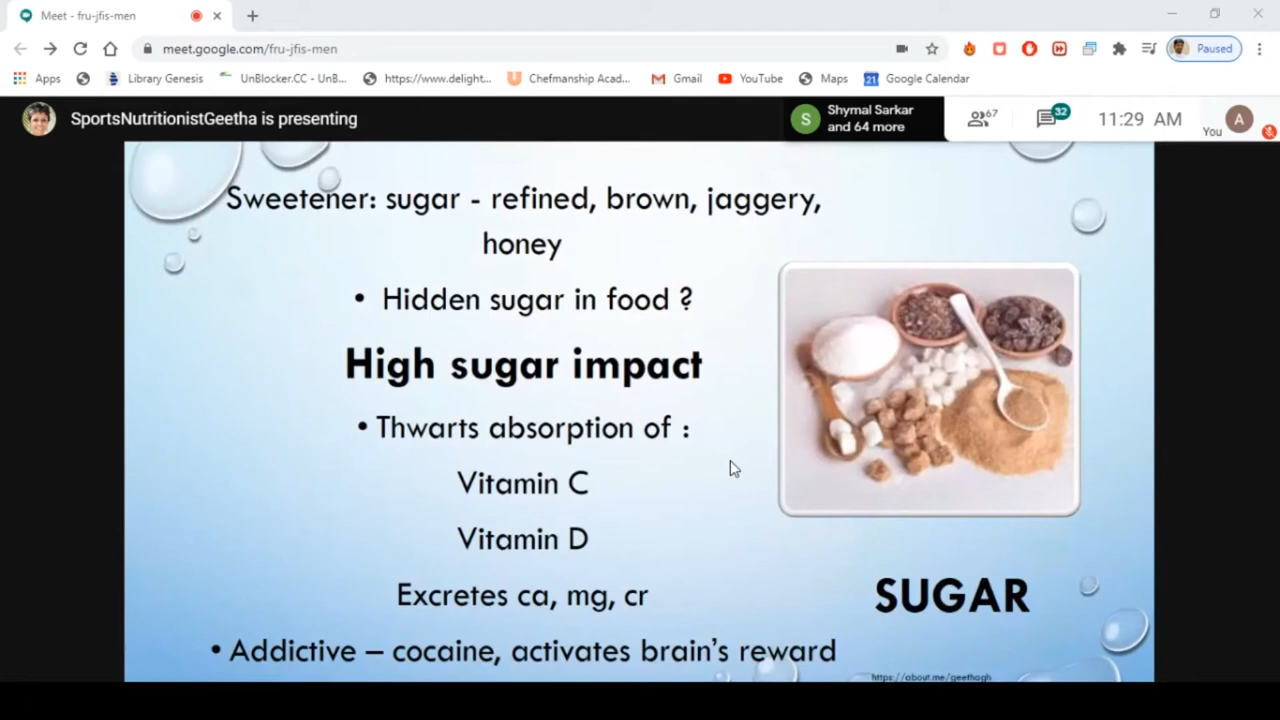 Meet - fru-jfis-men
meet.google.com/fru-jfis-men
Paused
Apps
Library Genesis
UnBlocker.CC - UnB...
https://www.delight...
Chefmanship Acad...
Gmail
YouTube
Maps
21
Google Calendar
SportsNutritionistGeetha is presenting
S
Shymal Sarkar
and 64 more
67
32
11:29 AM
You
A
Sweetener: sugar - refined, brown, jaggery,
honey
• Hidden sugar in food ?
High sugar impact
• Thwarts absorption of :
Vitamin C
Vitamin D
Excretes ca, mg, cr
• Addictive – cocaine, activates brain's reward
SUGAR
https://about.me/geethagh